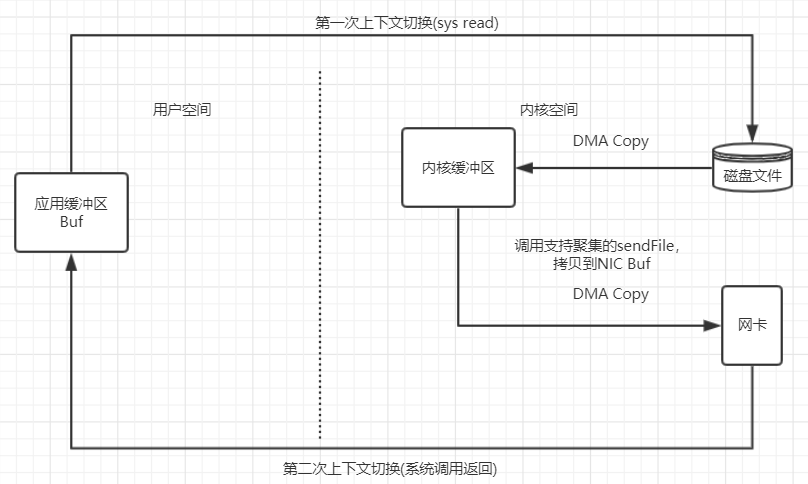 第一次上下文切换(sys read)
用户空间
内核空间
DMA Copy
内核缓冲区
磁盘文件
应用缓冲区
Buf
调用支持聚集的sendFile，
拷贝到NIC Buf
DMA Copy
网卡
第二次上下文切换(系统调用返回)